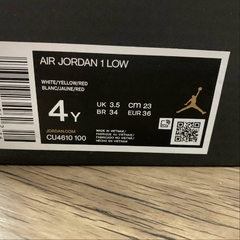 AIR JORDAN 1 LOW
WHITE/YELLOW/RED
BLANC/JAUNE/RED
4Y
UK 3.5 cm 23
BR 34 EUR 36
JORDAN.COM
CU4610 100
MADE IN VIETNAM